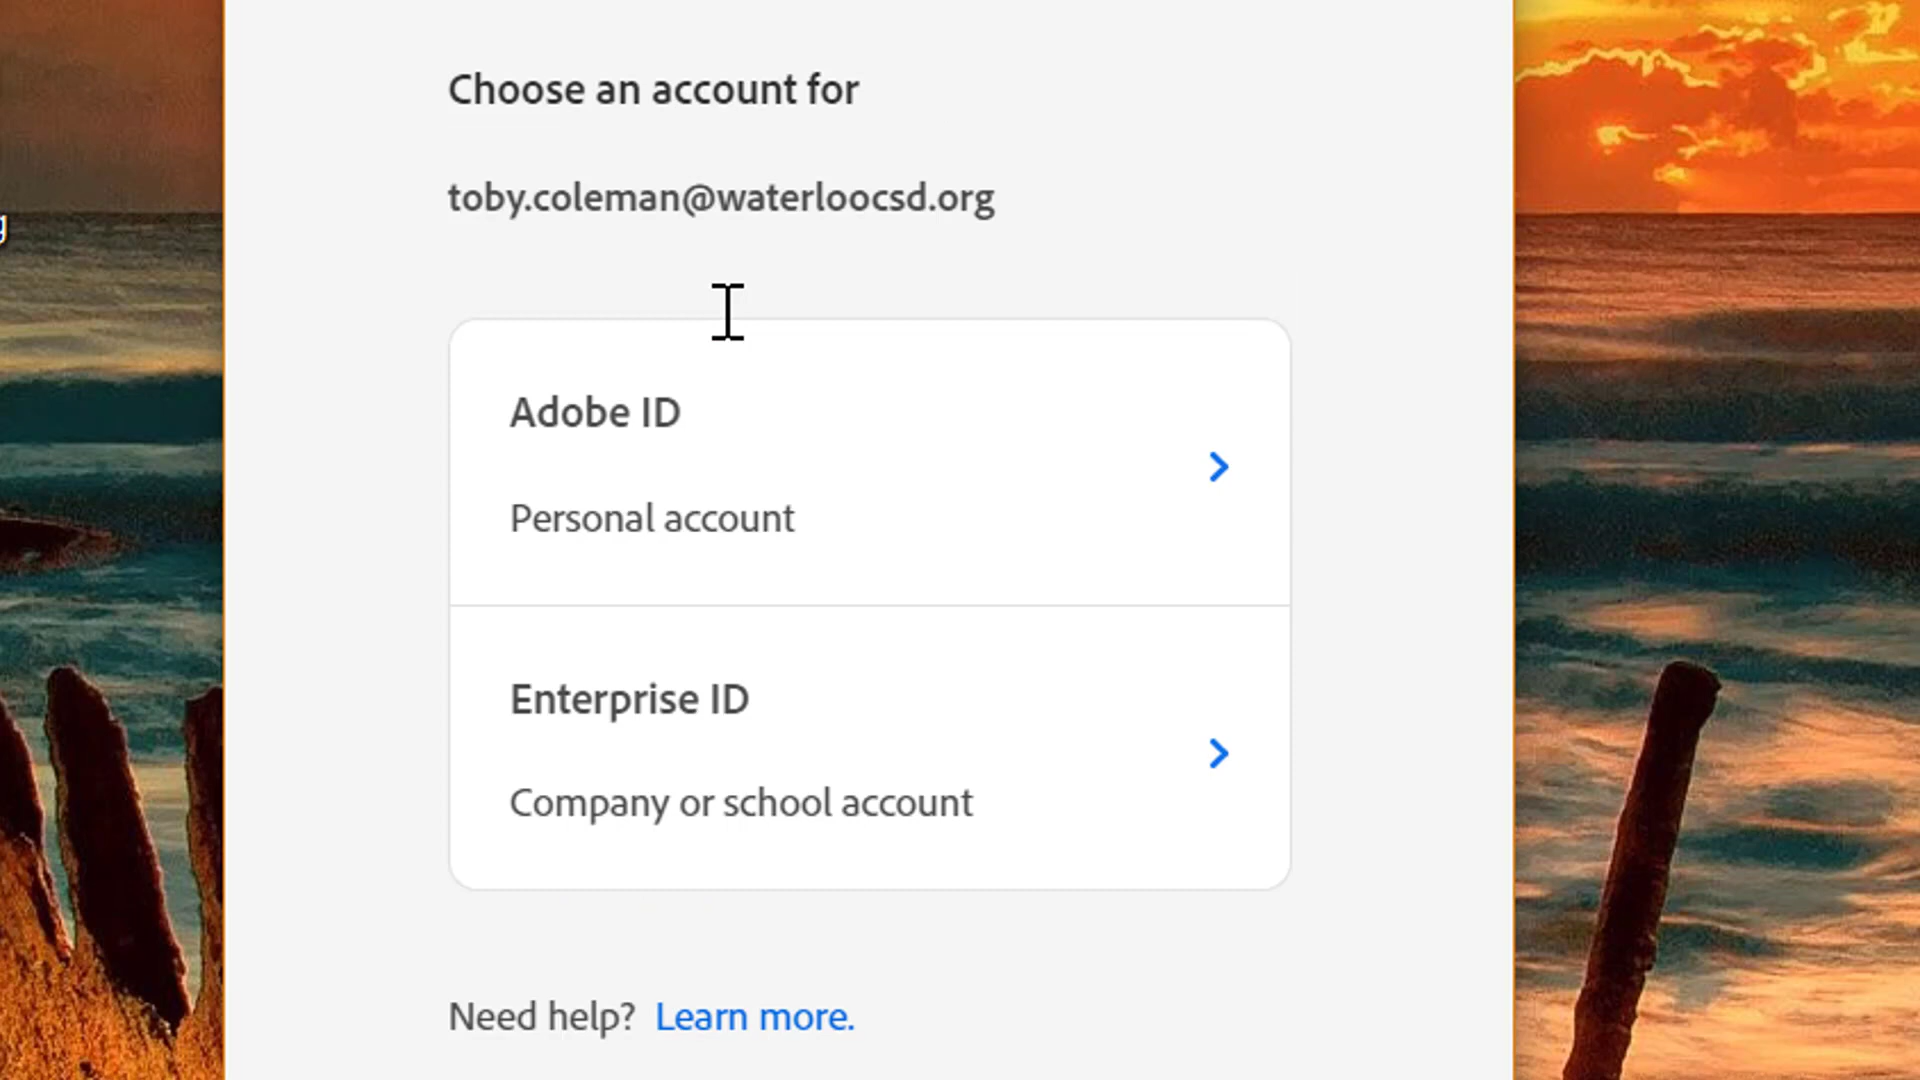 Choose an account for
toby.coleman@waterloocsd.org
Adobe ID
Personal account
Enterprise ID
Company or school account
Need help? Learn more.